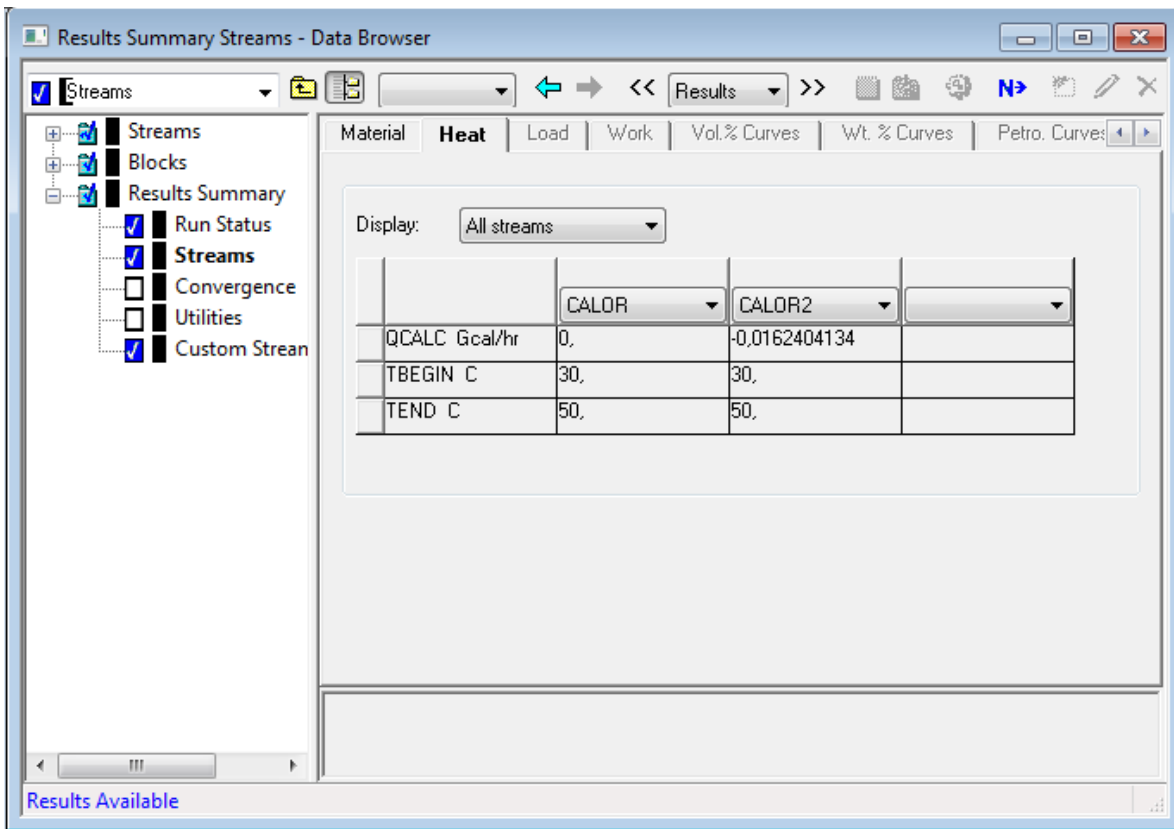 Results Summary Streams - Data Browser
Streams << Results >> N
Streams
Blocks
Results Summary
Run Status
Streams
Convergence
Utilities
Custom Strean
Material Heat Load Work Vol.% Curves Wt. % Curves Petro. Curves
Display: All streams
CALOR CALOR2
QCALC Gcal/hr 0, -0,0162404134
TBEGIN C 30, 30,
TEND C 50, 50,
Results Available